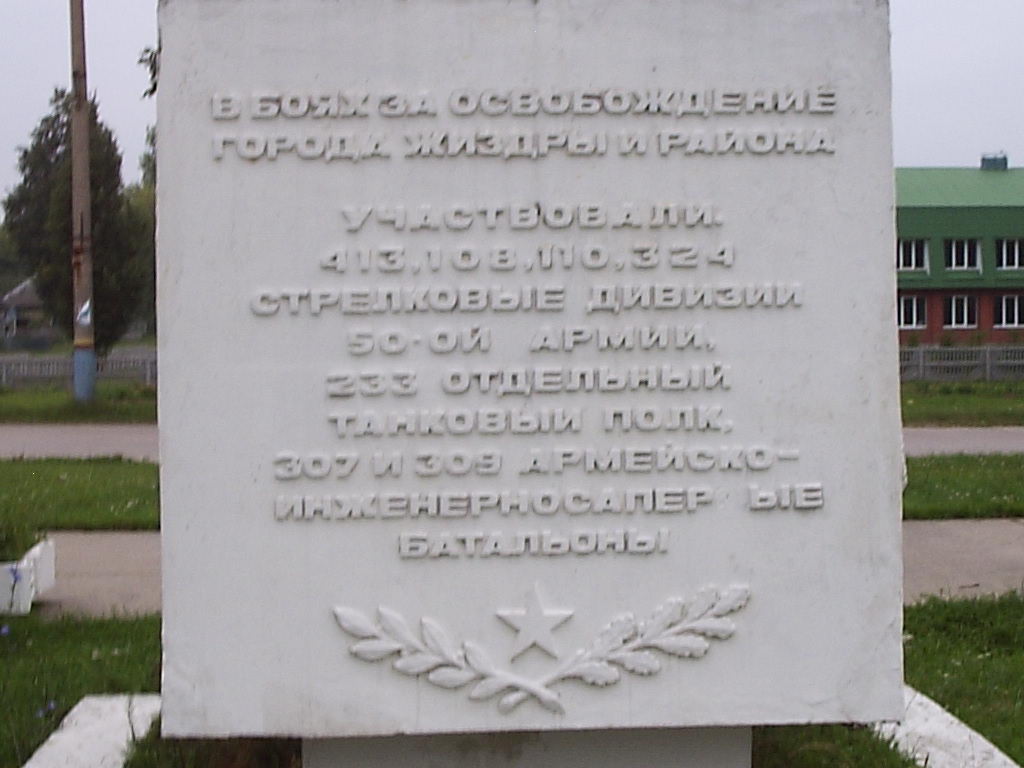 В БОЯХ ЗА ОСВОБОЖДЕНИЕ
ГОРОДА ЖИЗДРЫ И РАЙОНА
УЧАСТВОВАЛИ:
413,108,110,324
СТРЕЛКОВЫЕ ДИВИЗИИ
50-ОЙ АРМИИ,
233 ОТДЕЛЬНЫЙ
ТАНКОВЫЙ ПОЛК,
307 И 309 АРМЕЙСКО-
ИНЖЕНЕРНОСАПЕР ЫЕ
БАТАЛЬОНЫ